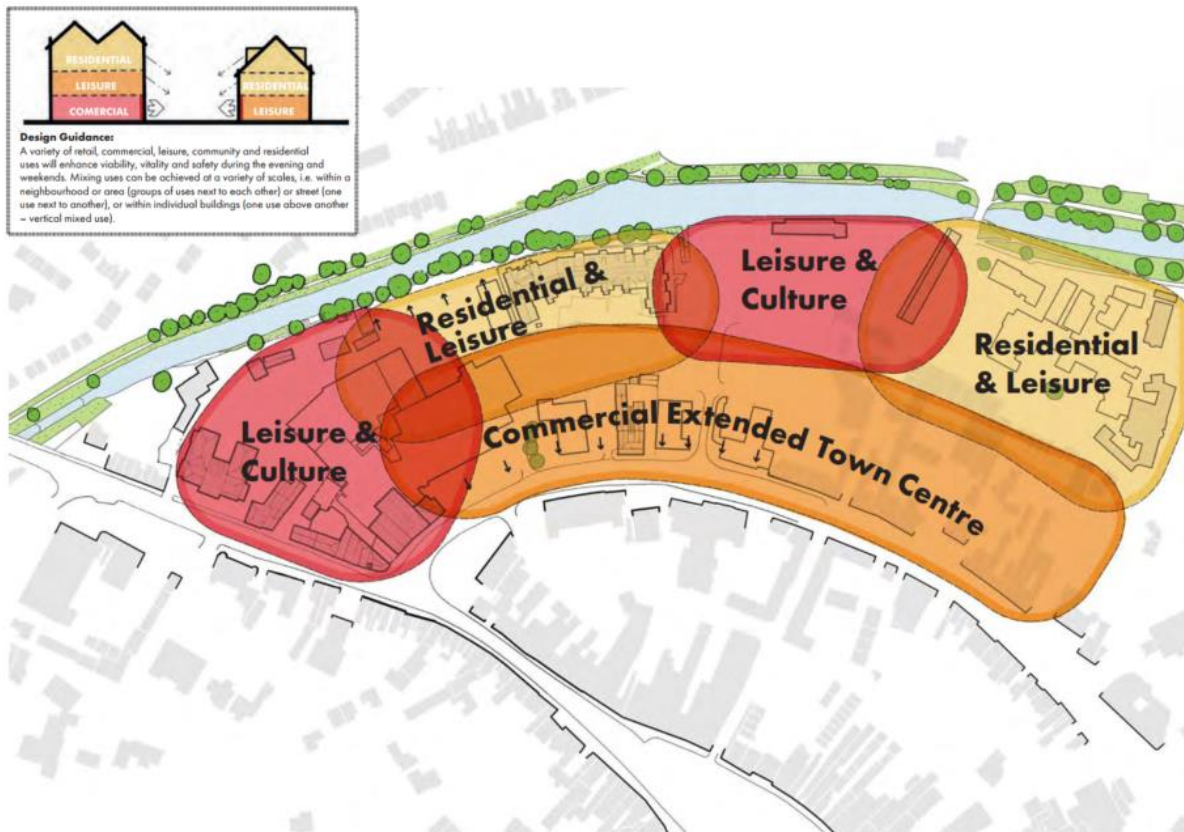 RESIDENTIAL
LEISURE
COMERCIAL
RESIDENTIAL
LEISURE
Design Guidance:
A variety of retail, commercial, leisure, community and residential
uses will enhance viability, vitality and safety during the evening and
weekends. Mixing uses can be achieved at a variety of scales, i.e. within a
neighbourhood or area (groups of uses next to each other) or street (one
use next to another), or within individual buildings (one use above another
– vertical mixed use).
Residential &
Leisure
Leisure &
Culture
Residential
& Leisure
Leisure &
Culture
Commercial Extended Town Centre